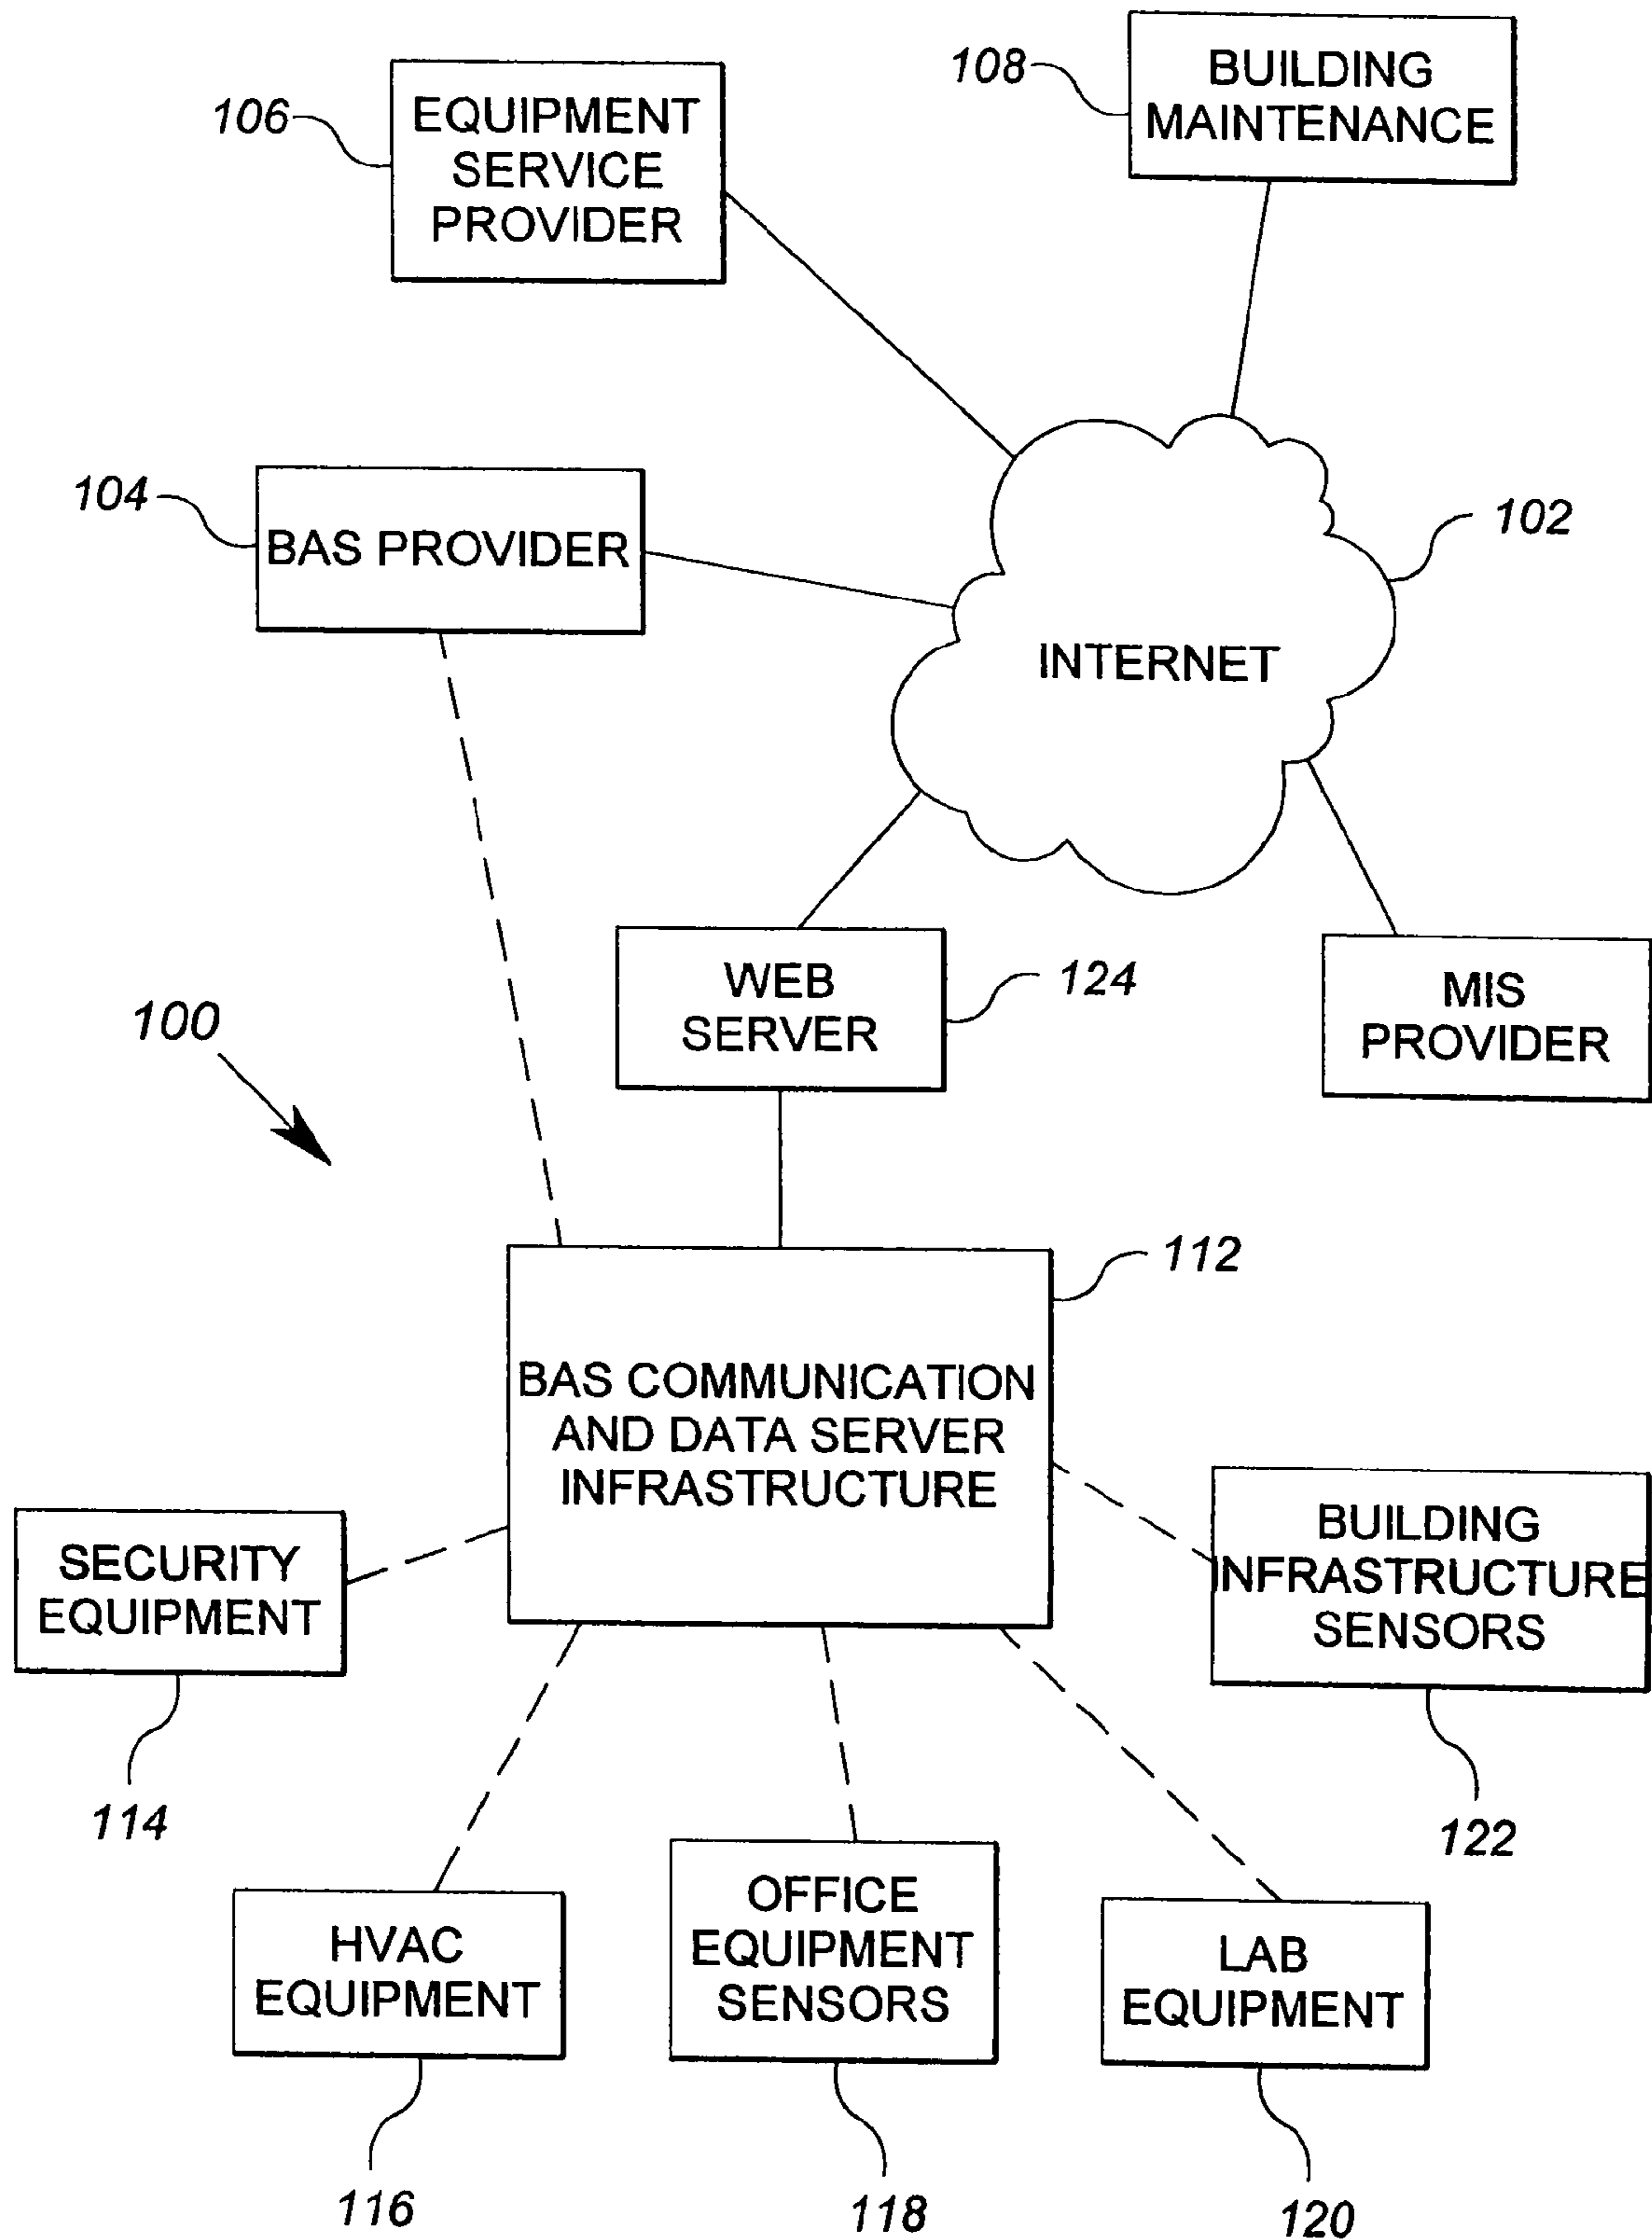 108
BUILDING
MAINTENANCE
106
EQUIPMENT
SERVICE
PROVIDER
104
BAS PROVIDER
102
INTERNET
WEB
SERVER
124
MIS
PROVIDER
100
112
BAS COMMUNICATION
AND DATA SERVER
INFRASTRUCTURE
SECURITY
EQUIPMENT
114
BUILDING
INFRASTRUCTURE
SENSORS
122
HVAC
EQUIPMENT
116
OFFICE
EQUIPMENT
SENSORS
118
LAB
EQUIPMENT
120